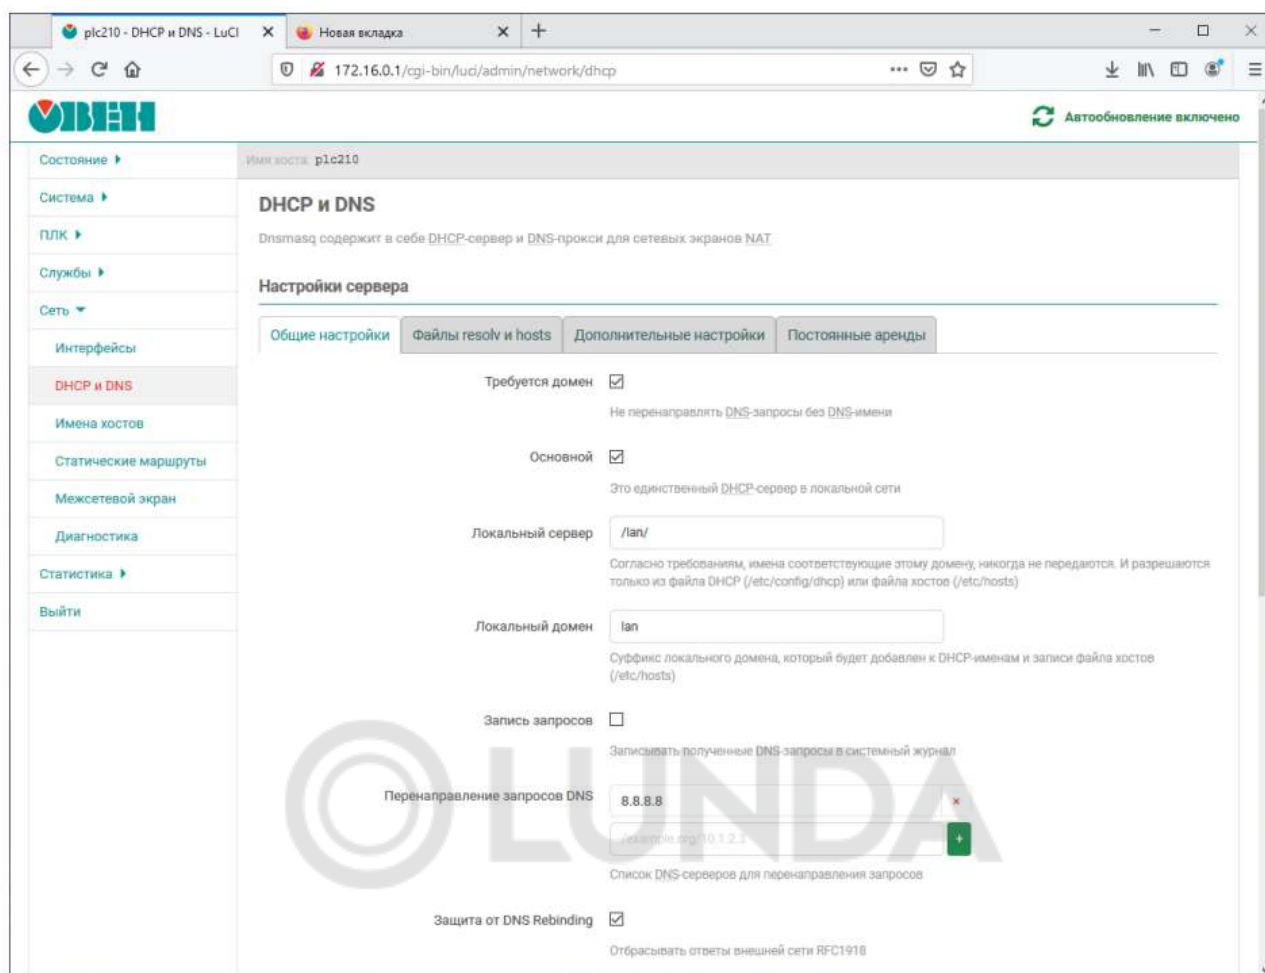 plc210 - DHCP и DNS - LuCI
Новая вкладка
172.16.0.1/cgi-bin/luci/admin/network/dhcp
ОВЕН
Автообновление включено
Состояние
Имя хоста: plc210
Система
DHCP и DNS
ПЛК
Dnsmasq содержит в себе DHCP-сервер и DNS-прокси для сетевых экранов NAT
Службы
Настройки сервера
Сеть
Общие настройки Файлы resolv и hosts Дополнительные настройки Постоянные аренды
Интерфейсы
DHCP и DNS
Имена хостов
Статические маршруты
Межсетевой экран
Диагностика
Статистика
Выйти
Требуется домен
Не перенаправлять DNS-запросы без DNS-имени
Основной
Это единственный DHCP-сервер в локальной сети
Локальный сервер /lan/
Согласно требованиям, имена соответствующие этому домену, никогда не передаются. И разрешаются
только из файла DHCP (/etc/config/dhcp) или файла хостов (/etc/hosts)
Локальный домен lan
Суффикс локального домена, который будет добавлен к DHCP-именам и записи файла хостов
(/etc/hosts)
Запись запросов
Записывать полученные DNS-запросы в системный журнал
Перенаправление запросов DNS 8.8.8.8
/example.org/10.1.2.3
Список DNS-серверов для перенаправления запросов
Защита от DNS Rebinding
Отбрасывать ответы внешней сети RFC1918
LUNDA